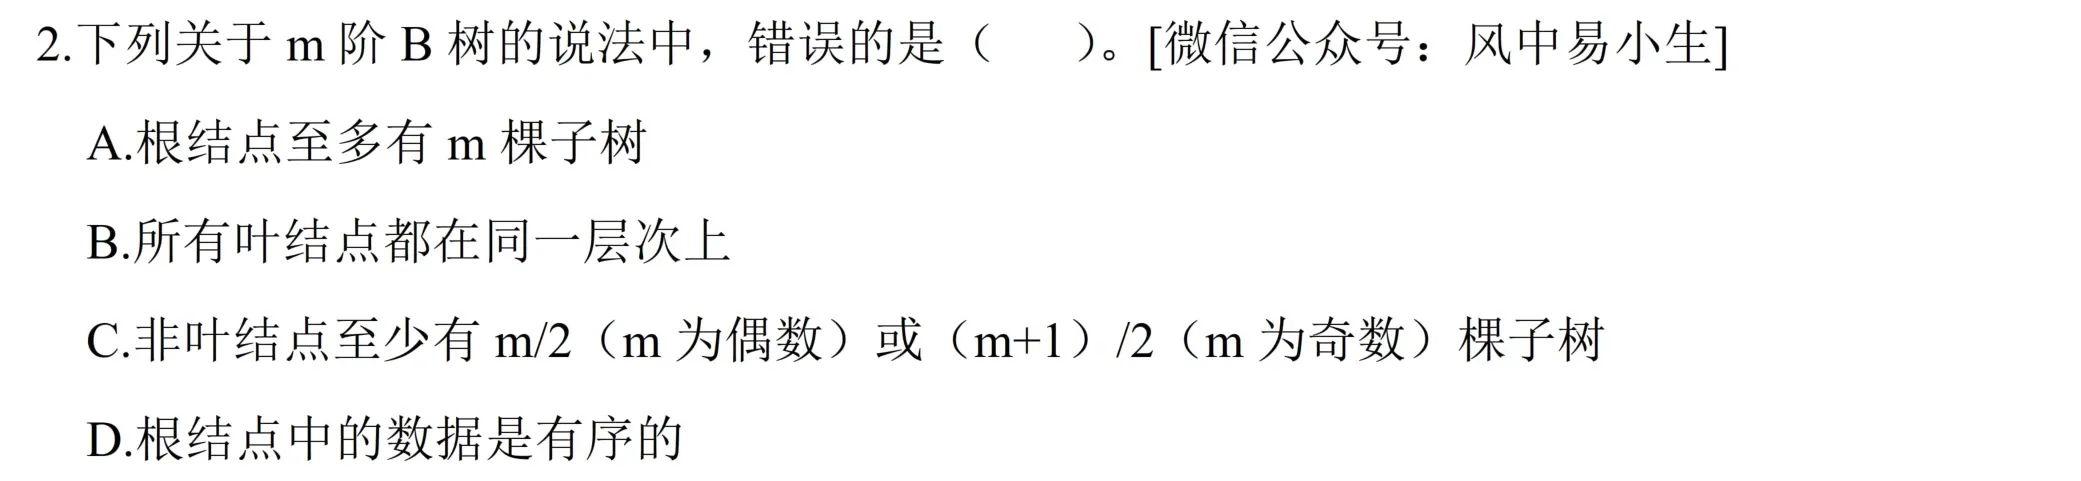 2.下列关于 m 阶 B 树的说法中，错误的是（ ）。[微信公众号：风中易小生]
A.根结点至多有 m 棵子树
B.所有叶结点都在同一层次上
C.非叶结点至少有 m/2（m 为偶数）或（m+1）/2（m 为奇数）棵子树
D.根结点中的数据是有序的